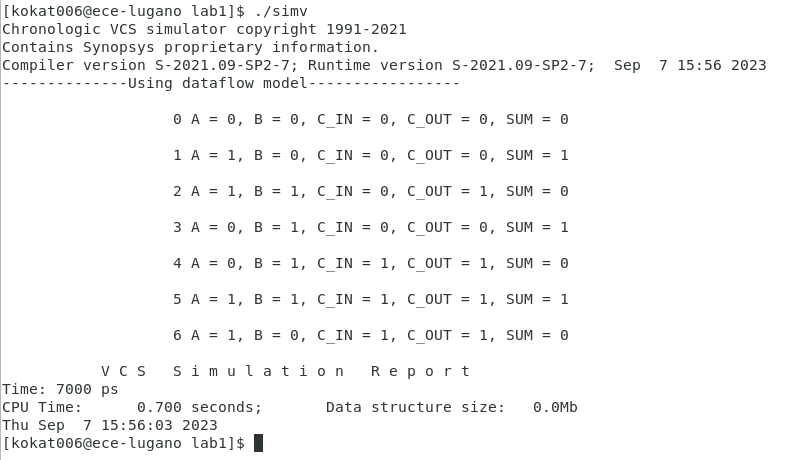 [kokat006@ece-lugano lab1]$ ./simv
Chronologic VCS simulator copyright 1991-2021
Contains Synopsys proprietary information.
Compiler version S-2021.09-SP2-7; Runtime version S-2021.09-SP2-7;  Sep  7 15:56 2023
--------------Using dataflow model-----------------
0 A = 0, B = 0, C_IN = 0, C_OUT = 0, SUM = 0
1 A = 1, B = 0, C_IN = 0, C_OUT = 0, SUM = 1
2 A = 1, B = 1, C_IN = 0, C_OUT = 1, SUM = 0
3 A = 0, B = 1, C_IN = 0, C_OUT = 0, SUM = 1
4 A = 0, B = 1, C_IN = 1, C_OUT = 1, SUM = 0
5 A = 1, B = 1, C_IN = 1, C_OUT = 1, SUM = 1
6 A = 1, B = 0, C_IN = 1, C_OUT = 1, SUM = 0
V C S   S i m u l a t i o n   R e p o r t
Time: 7000 ps
CPU Time:      0.700 seconds;       Data structure size:   0.0Mb
Thu Sep  7 15:56:03 2023
[kokat006@ece-lugano lab1]$